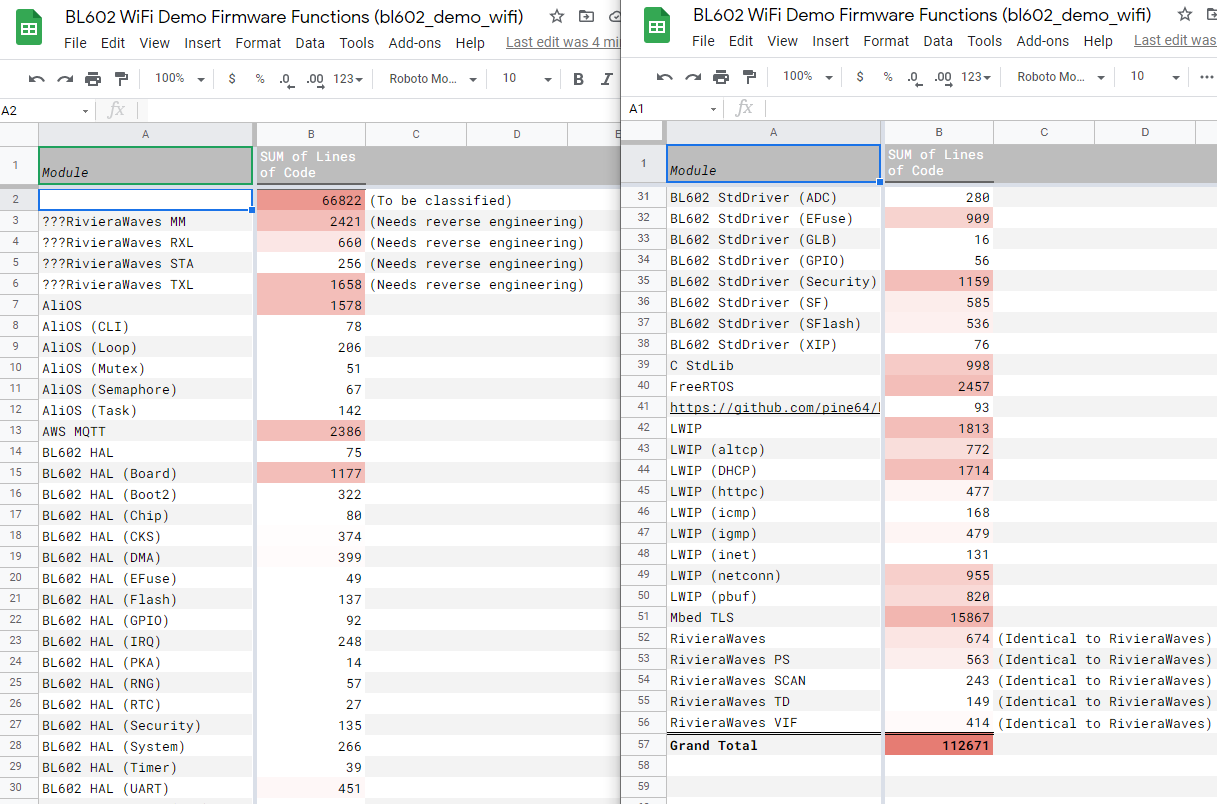 BL602 WiFi Demo Firmware Functions (bl602_demo_wifi)
File Edit View Insert Format Data Tools Add-ons Help Last edit was 4 mi
100% $ % .0 .00 123 Roboto Mo... 10 B I
A2 fx
A B C D E
1 Module SUM of Lines
of Code
2 66822 (To be classified)
3 ???RivieraWaves MM 2421 (Needs reverse engineering)
4 ???RivieraWaves RXL 660 (Needs reverse engineering)
5 ???RivieraWaves STA 256 (Needs reverse engineering)
6 ???RivieraWaves TXL 1658 (Needs reverse engineering)
7 AliOS 1578
8 AliOS (CLI) 78
9 AliOS (Loop) 206
10 AliOS (Mutex) 51
11 AliOS (Semaphore) 67
12 AliOS (Task) 142
13 AWS MQTT 2386
14 BL602 HAL 75
15 BL602 HAL (Board) 1177
16 BL602 HAL (Boot2) 322
17 BL602 HAL (Chip) 80
18 BL602 HAL (CKS) 374
19 BL602 HAL (DMA) 399
20 BL602 HAL (EFuse) 49
21 BL602 HAL (Flash) 137
22 BL602 HAL (GPIO) 92
23 BL602 HAL (IRQ) 248
24 BL602 HAL (PKA) 14
25 BL602 HAL (RNG) 57
26 BL602 HAL (RTC) 27
27 BL602 HAL (Security) 135
28 BL602 HAL (System) 266
29 BL602 HAL (Timer) 39
30 BL602 HAL (UART) 451
BL602 WiFi Demo Firmware Functions (bl602_demo_wifi)
File Edit View Insert Format Data Tools Add-ons Help Last edit was
100% $ % .0 .00 123 Roboto Mo... 10
A1 fx
A B C D
1 Module SUM of Lines
of Code
31 BL602 StdDriver (ADC) 280
32 BL602 StdDriver (EFuse) 909
33 BL602 StdDriver (GLB) 16
34 BL602 StdDriver (GPIO) 56
35 BL602 StdDriver (Security) 1159
36 BL602 StdDriver (SF) 585
37 BL602 StdDriver (SFlash) 536
38 BL602 StdDriver (XIP) 76
39 C StdLib 998
40 FreeRTOS 2457
41 https://github.com/pine64/ 93
42 LWIP 1813
43 LWIP (altcp) 772
44 LWIP (DHCP) 1714
45 LWIP (httpc) 477
46 LWIP (icmp) 168
47 LWIP (igmp) 479
48 LWIP (inet) 131
49 LWIP (netconn) 955
50 LWIP (pbuf) 820
51 Mbed TLS 15867
52 RivieraWaves 674 (Identical to RivieraWaves)
53 RivieraWaves PS 563 (Identical to RivieraWaves)
54 RivieraWaves SCAN 243 (Identical to RivieraWaves)
55 RivieraWaves TD 149 (Identical to RivieraWaves)
56 RivieraWaves VIF 414 (Identical to RivieraWaves)
57 Grand Total 112671
58
59